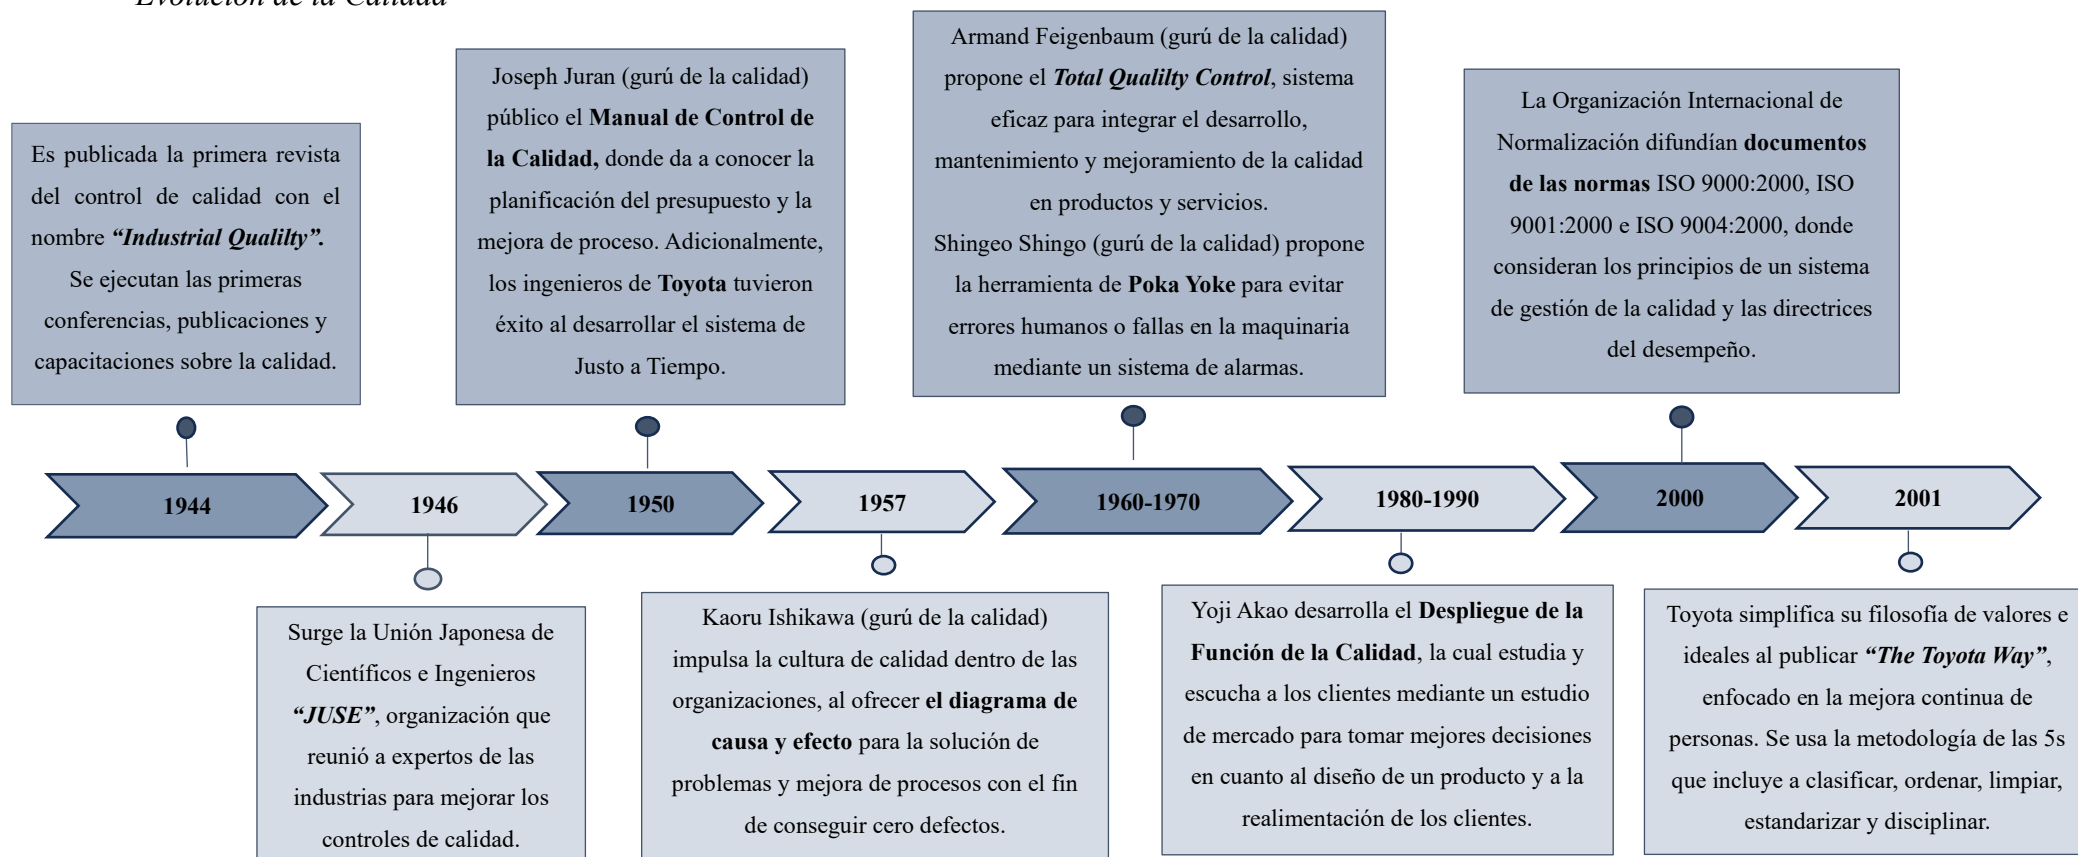 Evolución de la Calidad
Es publicada la primera revista
del control de calidad con el
nombre “Industrial Qualilty”.
Se ejecutan las primeras
conferencias, publicaciones y
capacitaciones sobre la calidad.
Joseph Juran (gurú de la calidad)
público el Manual de Control de
la Calidad, donde da a conocer la
planificación del presupuesto y la
mejora de proceso. Adicionalmente,
los ingenieros de Toyota tuvieron
éxito al desarrollar el sistema de
Justo a Tiempo.
Armand Feigenbaum (gurú de la calidad)
propone el Total Qualilty Control, sistema
eficaz para integrar el desarrollo,
mantenimiento y mejoramiento de la calidad
en productos y servicios.
Shingeo Shingo (gurú de la calidad) propone
la herramienta de Poka Yoke para evitar
errores humanos o fallas en la maquinaria
mediante un sistema de alarmas.
La Organización Internacional de
Normalización difundían documentos
de las normas ISO 9000:2000, ISO
9001:2000 e ISO 9004:2000, donde
consideran los principios de un sistema
de gestión de la calidad y las directrices
del desempeño.
1944
1946
1950
1957
1960-1970
1980-1990
2000
2001
Surge la Unión Japonesa de
Científicos e Ingenieros
“JUSE”, organización que
reunió a expertos de las
industrias para mejorar los
controles de calidad.
Kaoru Ishikawa (gurú de la calidad)
impulsa la cultura de calidad dentro de las
organizaciones, al ofrecer el diagrama de
causa y efecto para la solución de
problemas y mejora de procesos con el fin
de conseguir cero defectos.
Yoji Akao desarrolla el Despliegue de la
Función de la Calidad, la cual estudia y
escucha a los clientes mediante un estudio
de mercado para tomar mejores decisiones
en cuanto al diseño de un producto y a la
realimentación de los clientes.
Toyota simplifica su filosofía de valores e
ideales al publicar “The Toyota Way”,
enfocado en la mejora continua de
personas. Se usa la metodología de las 5s
que incluye a clasificar, ordenar, limpiar,
estandarizar y disciplinar.